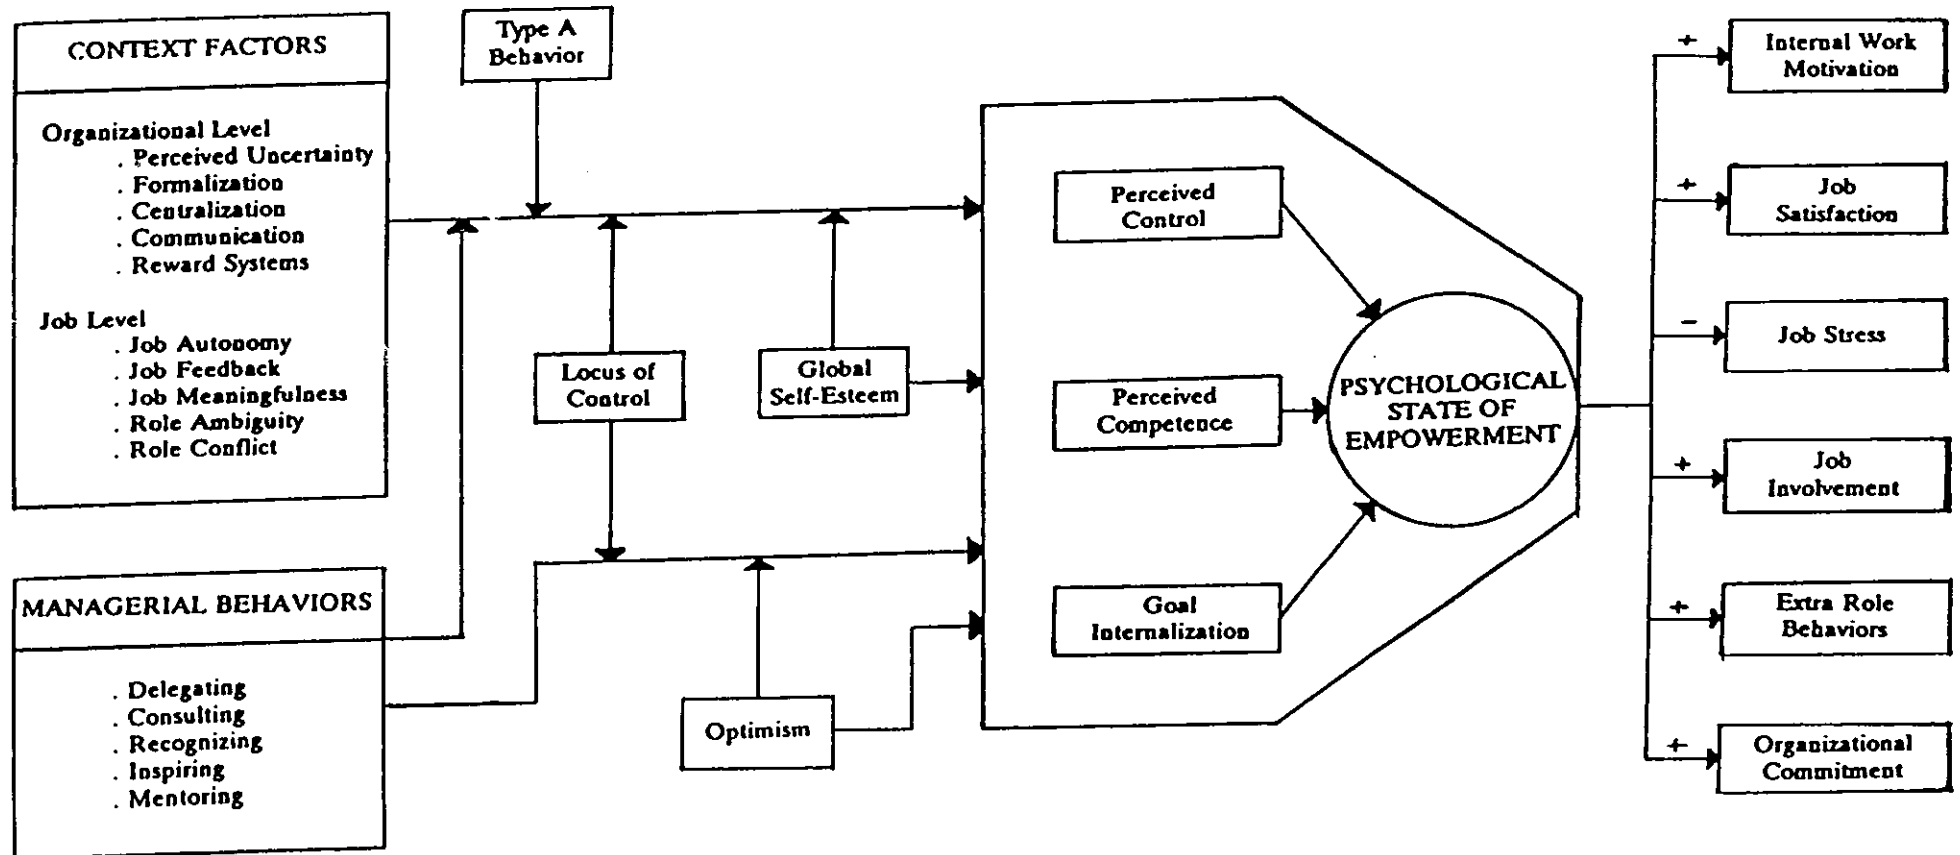 CONTEXT FACTORS
Organizational Level
. Perceived Uncertainty
. Formalization
. Centralization
. Communication
. Reward Systems
Job Level
. Job Autonomy
. Job Feedback
. Job Meaningfulness
. Role Ambiguity
. Role Conflict
MANAGERIAL BEHAVIORS
. Delegating
. Consulting
. Recognizing
. Inspiring
. Mentoring
Type A
Behavior
Locus of
Control
Global
Self-Esteem
Optimism
Perceived
Control
Perceived
Competence
Goal
Internalization
PSYCHOLOGICAL
STATE OF
EMPOWERMENT
+
Internal Work
Motivation
+
Job
Satisfaction
-
Job Stress
+
Job
Involvement
+
Extra Role
Behaviors
+
Organizational
Commitment